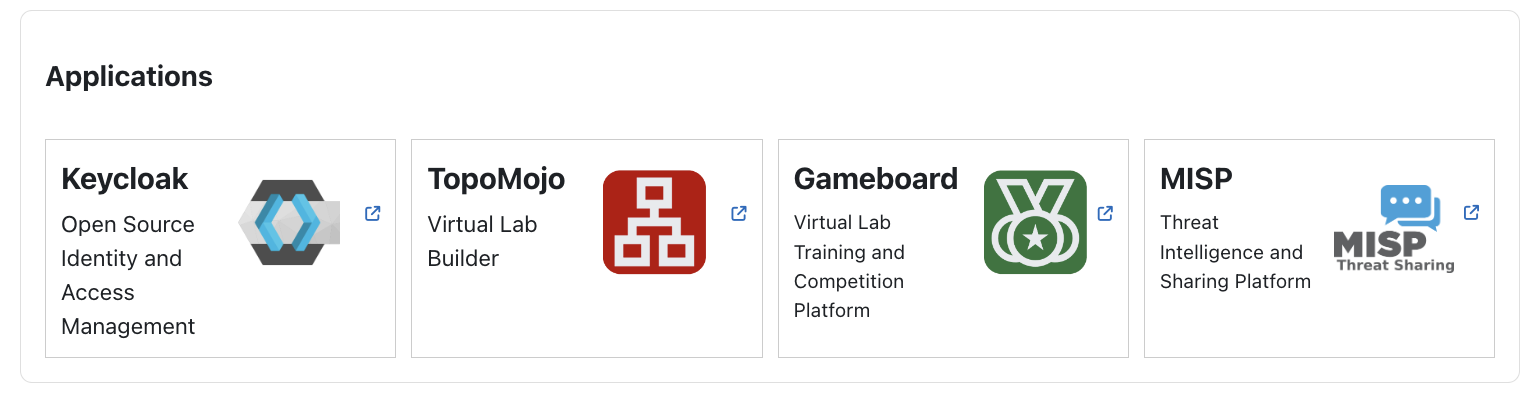 Applications
Keycloak
Open Source
Identity and
Access
Management
TopoMojo
Virtual Lab
Builder
Gameboard
Virtual Lab
Training and
Competition
Platform
MISP
Threat
Intelligence and
Sharing Platform
MISP
Threat Sharing